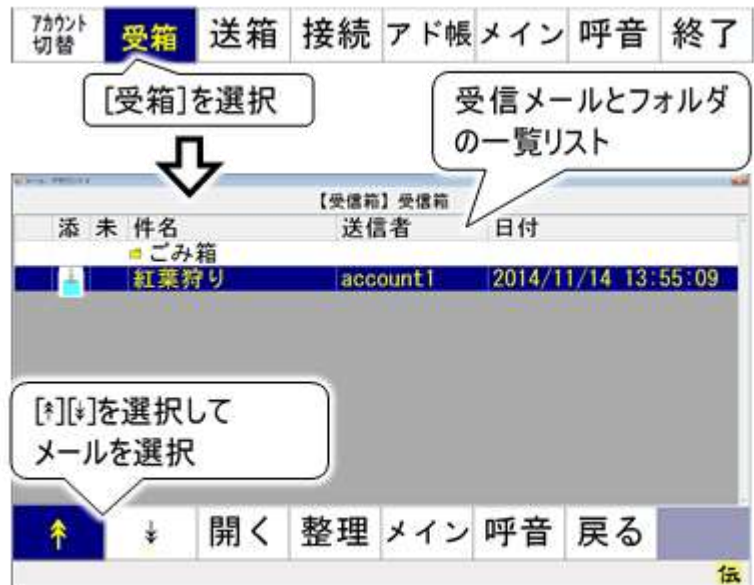 アカウント
切替 受箱 送箱 接続 アド帳 メイン 呼音 終了
[受箱]を選択
受信メールとフォルダ
の一覧リスト
【受信箱】受信箱
添 未 件名 送信者 日付
ごみ箱
紅葉狩り account1 2014/11/14 13:55:09
[↟][↡]を選択して
メールを選択
↟ ↡ 開く 整理 メイン 呼音 戻る
伝